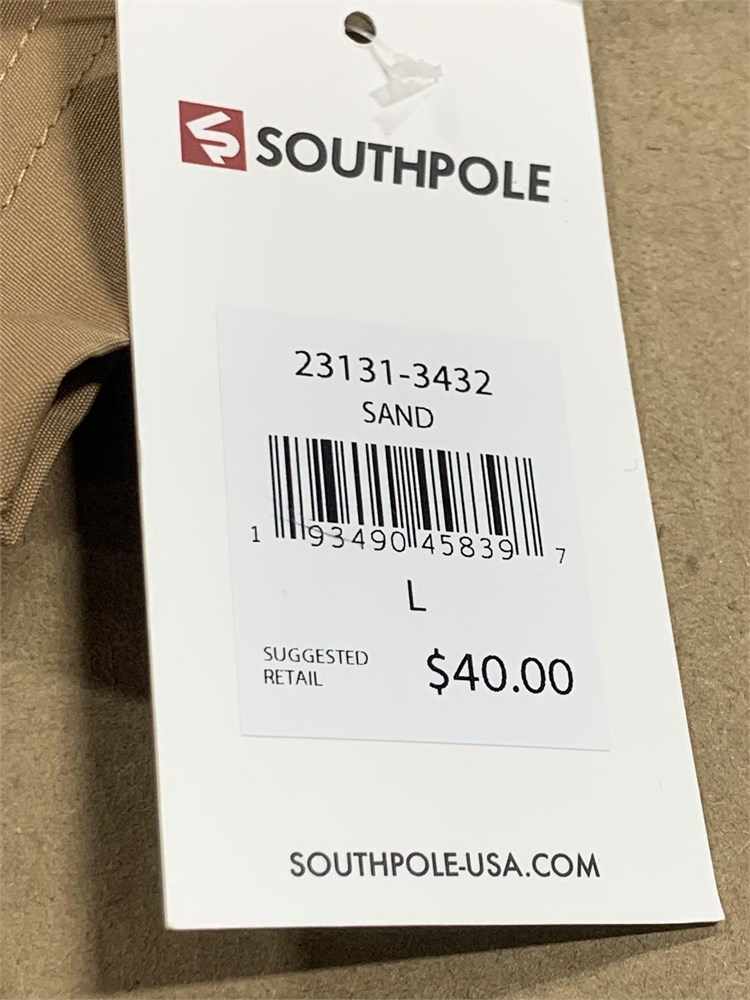 SOUTHPOLE
23131-3432
SAND
1 93490 45839 7
L
SUGGESTED
RETAIL
$40.00
SOUTHPOLE-USA.COM